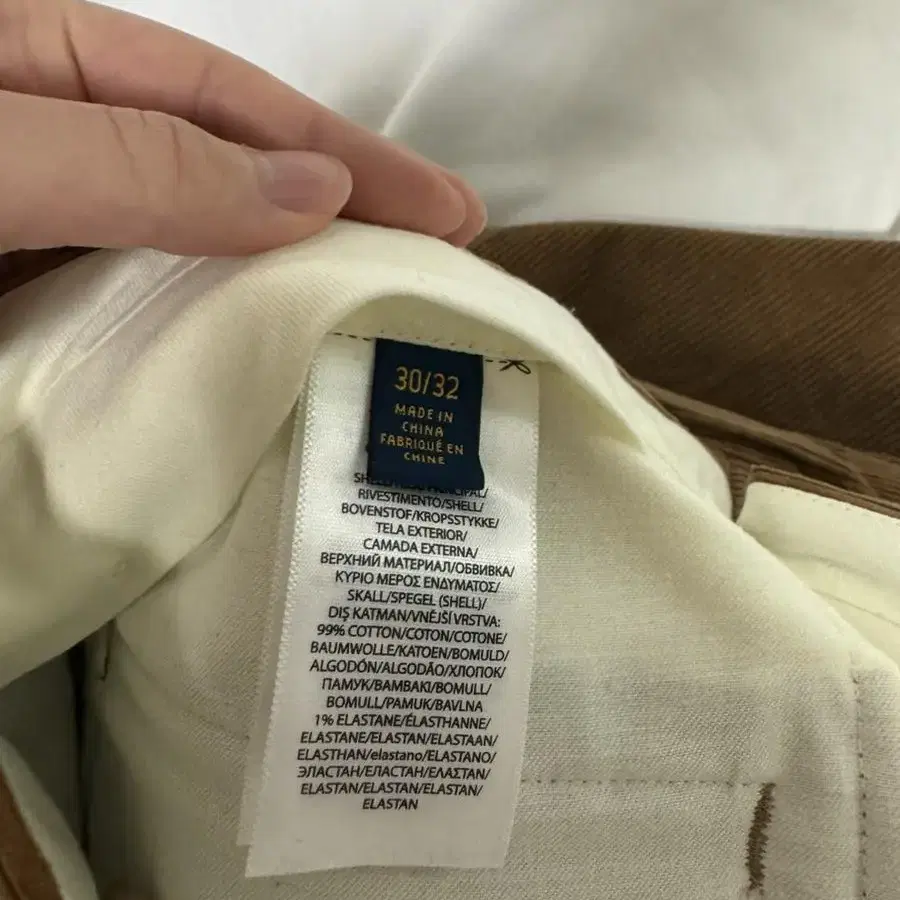 30/32
MADE IN
CHINA
FABRIQUÉ EN
CHINE
RIVESTIMENTO/SHELL/
BOVENSTOF/KROPSSTYKKE/
TELA EXTERIOR/
CAMADA EXTERNA/
ВЕРХНИЙ МАТЕРИАЛ/ОБВИВКА/
ΚΥΡΙΟ ΜΕΡΟΣ ΕΝΔΥΜΑΤΟΣ/
SKALL/SPEGEL (SHELL)/
DIŞ KATMAN/VNĚJŠÍ VRSTVA:
99% COTTON/COTON/COTONE/
BAUMWOLLE/KATOEN/BOMULD/
ALGODÓN/ALGODÃO/ХЛОПОК/
ПАМУК/ΒΑΜΒΑΚΙ/BOMULL/
BOMULL/PAMUK/BAVLNA
1% ELASTANE/ÉLASTHANNE/
ELASTANE/ELASTAN/ELASTAAN/
ELASTHAN/elastano/ELASTANO/
ЭЛАСТАН/ЕЛАСТАН/ΕΛΑΣΤΑΝ/
ELASTAN/ELASTAN/ELASTAN/
ELASTAN